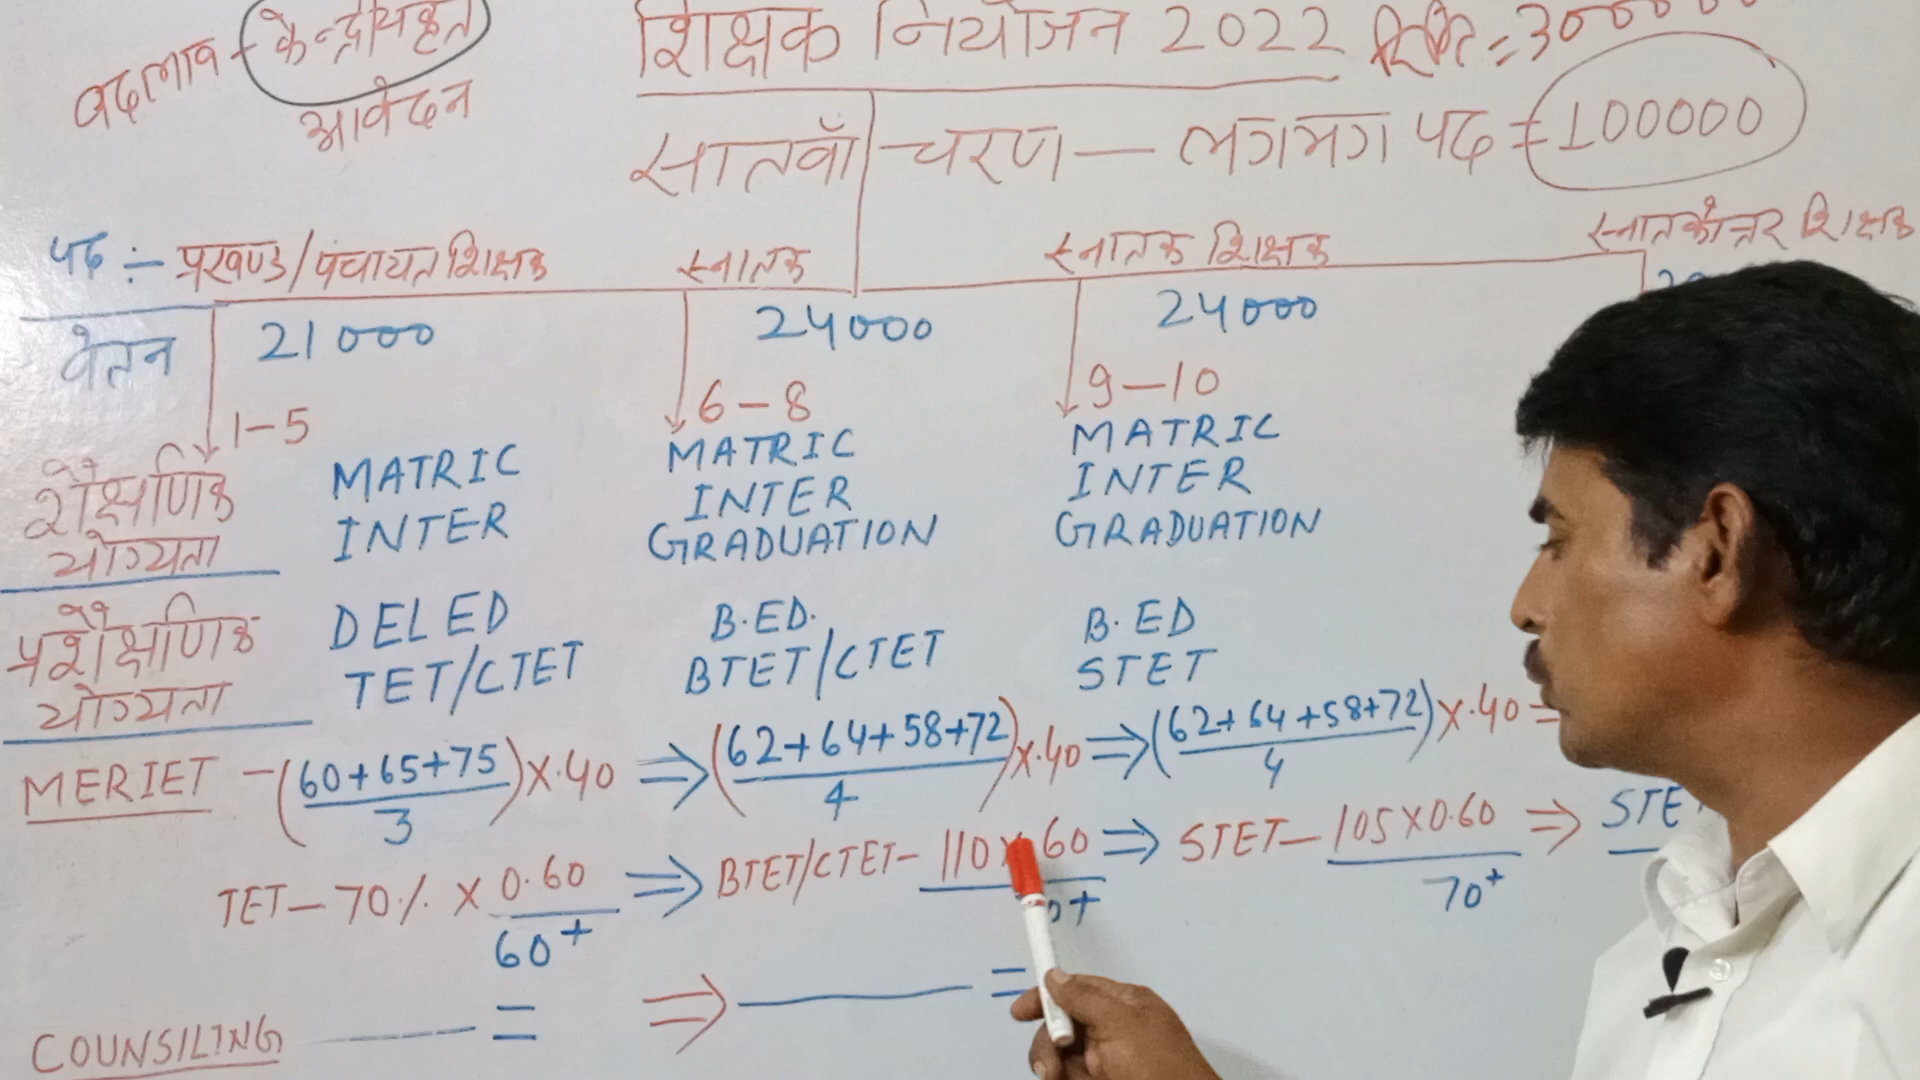 बदलाव - केन्द्रीयकृत
आवेदन
शिक्षक नियोजन 2022
सातवाँ चरण — लगभग पद = 100000
पद :- प्रखण्ड/पंचायत शिक्षक स्नातक स्नातक शिक्षक स्नातकोत्तर शिक्षक
वेतन 21000 24000 24000
1-5 6-8 9-10
शैक्षणिक योग्यता
MATRIC MATRIC MATRIC
INTER INTER INTER
GRADUATION GRADUATION
प्रशैक्षणिक योग्यता
DELED B.ED. B.ED
TET/CTET BTET/CTET STET
MERIET - (60+65+75)/3 x .40 ⇒ (62+64+58+72)/4 x .40 ⇒ (62+64+58+72)/4 x .40 =
TET - 70% x 0.60 ⇒ BTET/CTET - 110 x .60 ⇒ STET - 105 x 0.60 ⇒ STE
60+ 70+
COUNSILING = ⇒ =